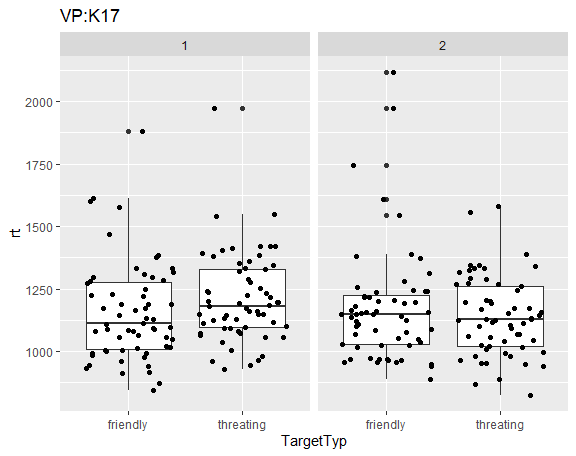 VP:K17
1 2
rt
2000
1750
1500
1250
1000
friendly threating friendly threating
TargetTyp